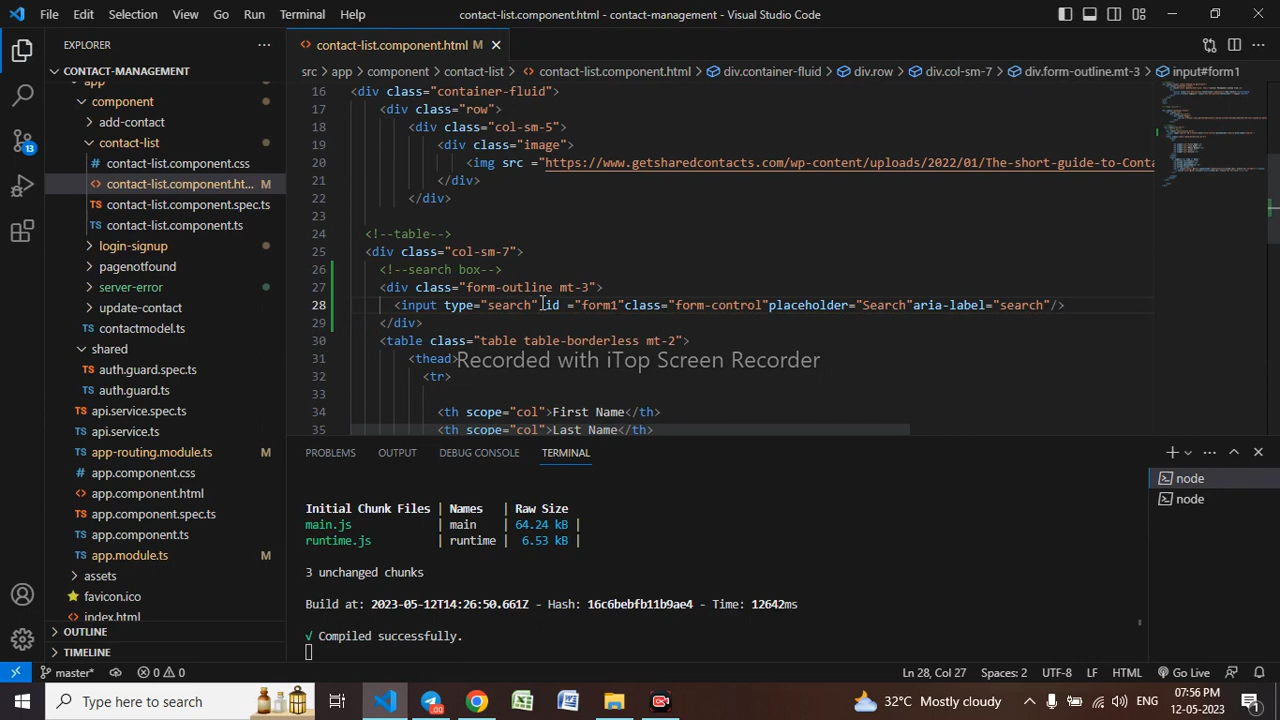 File Edit Selection View Go Run Terminal Help contact-list.component.html - contact-management - Visual Studio Code
EXPLORER
CONTACT-MANAGEMENT
app
component
add-contact
contact-list
contact-list.component.css
contact-list.component.ht... M
contact-list.component.spec.ts
contact-list.component.ts
login-signup
pagenotfound
server-error
update-contact
contactmodel.ts
shared
auth.guard.spec.ts
auth.guard.ts
api.service.spec.ts
api.service.ts
app-routing.module.ts M
app.component.css
app.component.html
app.component.spec.ts
app.component.ts
app.module.ts M
assets
favicon.ico
index.html
OUTLINE
TIMELINE
13
contact-list.component.html M
src > app > component > contact-list > contact-list.component.html > div.container-fluid > div.row > div.col-sm-7 > div.form-outline.mt-3 > input#form1
16 <div class="container-fluid">
17 <div class="row">
18 <div class="col-sm-5">
19 <div class="image">
20 <img src ="https://www.getsharedcontacts.com/wp-content/uploads/2022/01/The-short-guide-to-Conta
21 </div>
22 </div>
23
24 <!--table-->
25 <div class="col-sm-7">
26 <!--search box-->
27 <div class="form-outline mt-3">
28 <input type="search" id ="form1"class="form-control"placeholder="Search"aria-label="search"/>
29 </div>
30 <table class="table table-borderless mt-2">
31 <thead>
Recorded with iTop Screen Recorder
32 <tr>
33
34 <th scope="col">First Name</th>
35 <th scope="col">Last Name</th>
PROBLEMS OUTPUT DEBUG CONSOLE TERMINAL
node
node
Initial Chunk Files | Names | Raw Size
main.js | main | 64.24 kB |
runtime.js | runtime | 6.53 kB |
3 unchanged chunks
Build at: 2023-05-12T14:26:50.661Z - Hash: 16c6bebfb11b9ae4 - Time: 12642ms
√ Compiled successfully.
master* 0 0 Ln 28, Col 27 Spaces: 2 UTF-8 LF HTML Go Live
Type here to search 00 32°C Mostly cloudy ENG 07:56 PM
12-05-2023
1